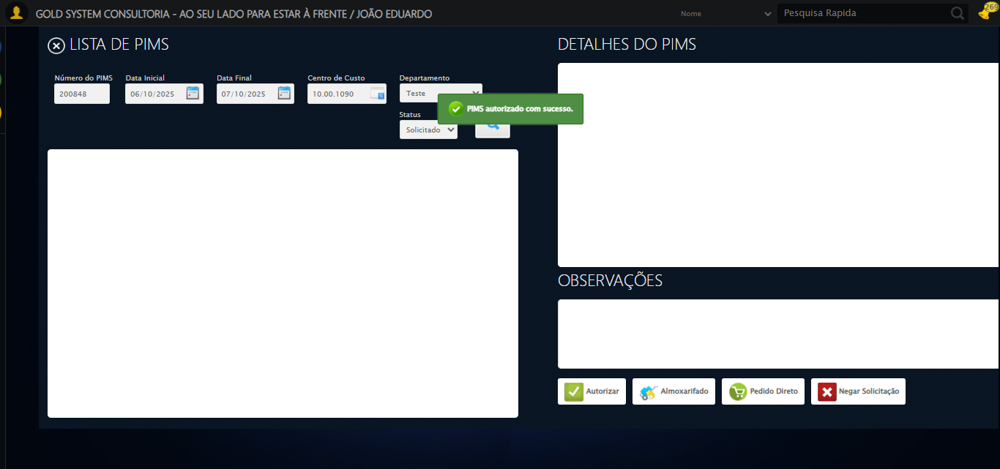 GOLD SYSTEM CONSULTORIA - AO SEU LADO PARA ESTAR À FRENTE / JOÃO EDUARDO
Nome
Pesquisa Rapida
269
LISTA DE PIMS
Número do PIMS
Data Inicial
Data Final
Centro de Custo
Departamento
200848
06/10/2025
07/10/2025
10.00.1090
Teste
PIMS autorizado com sucesso.
Status
Solicitado
DETALHES DO PIMS
OBSERVAÇÕES
Autorizar
Almoxarifado
Pedido Direto
Negar Solicitação